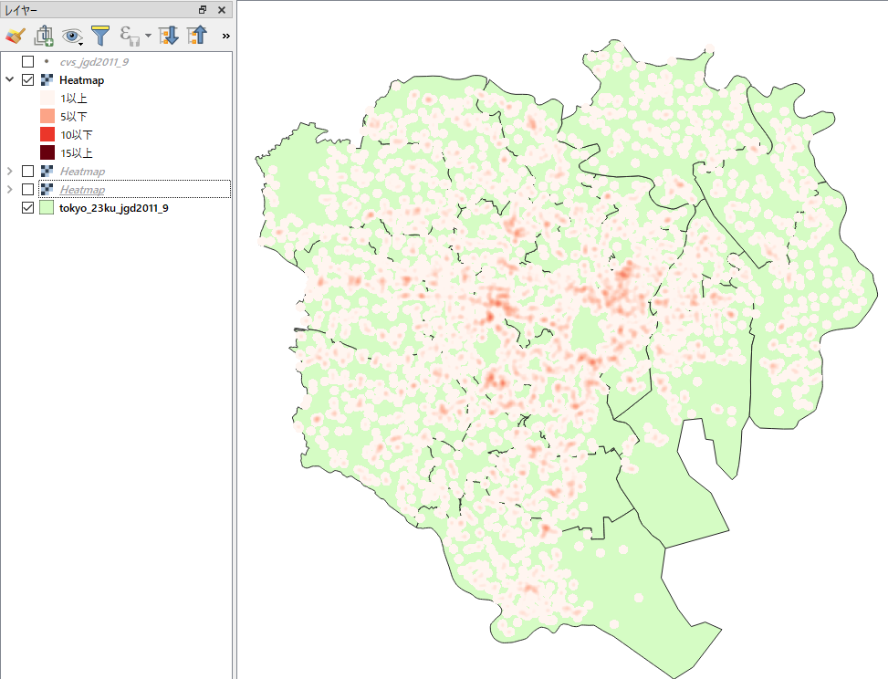 レイヤー
cvs_jgd2011_9
Heatmap
1以上
5以下
10以下
15以上
Heatmap
Heatmap
tokyo_23ku_jgd2011_9